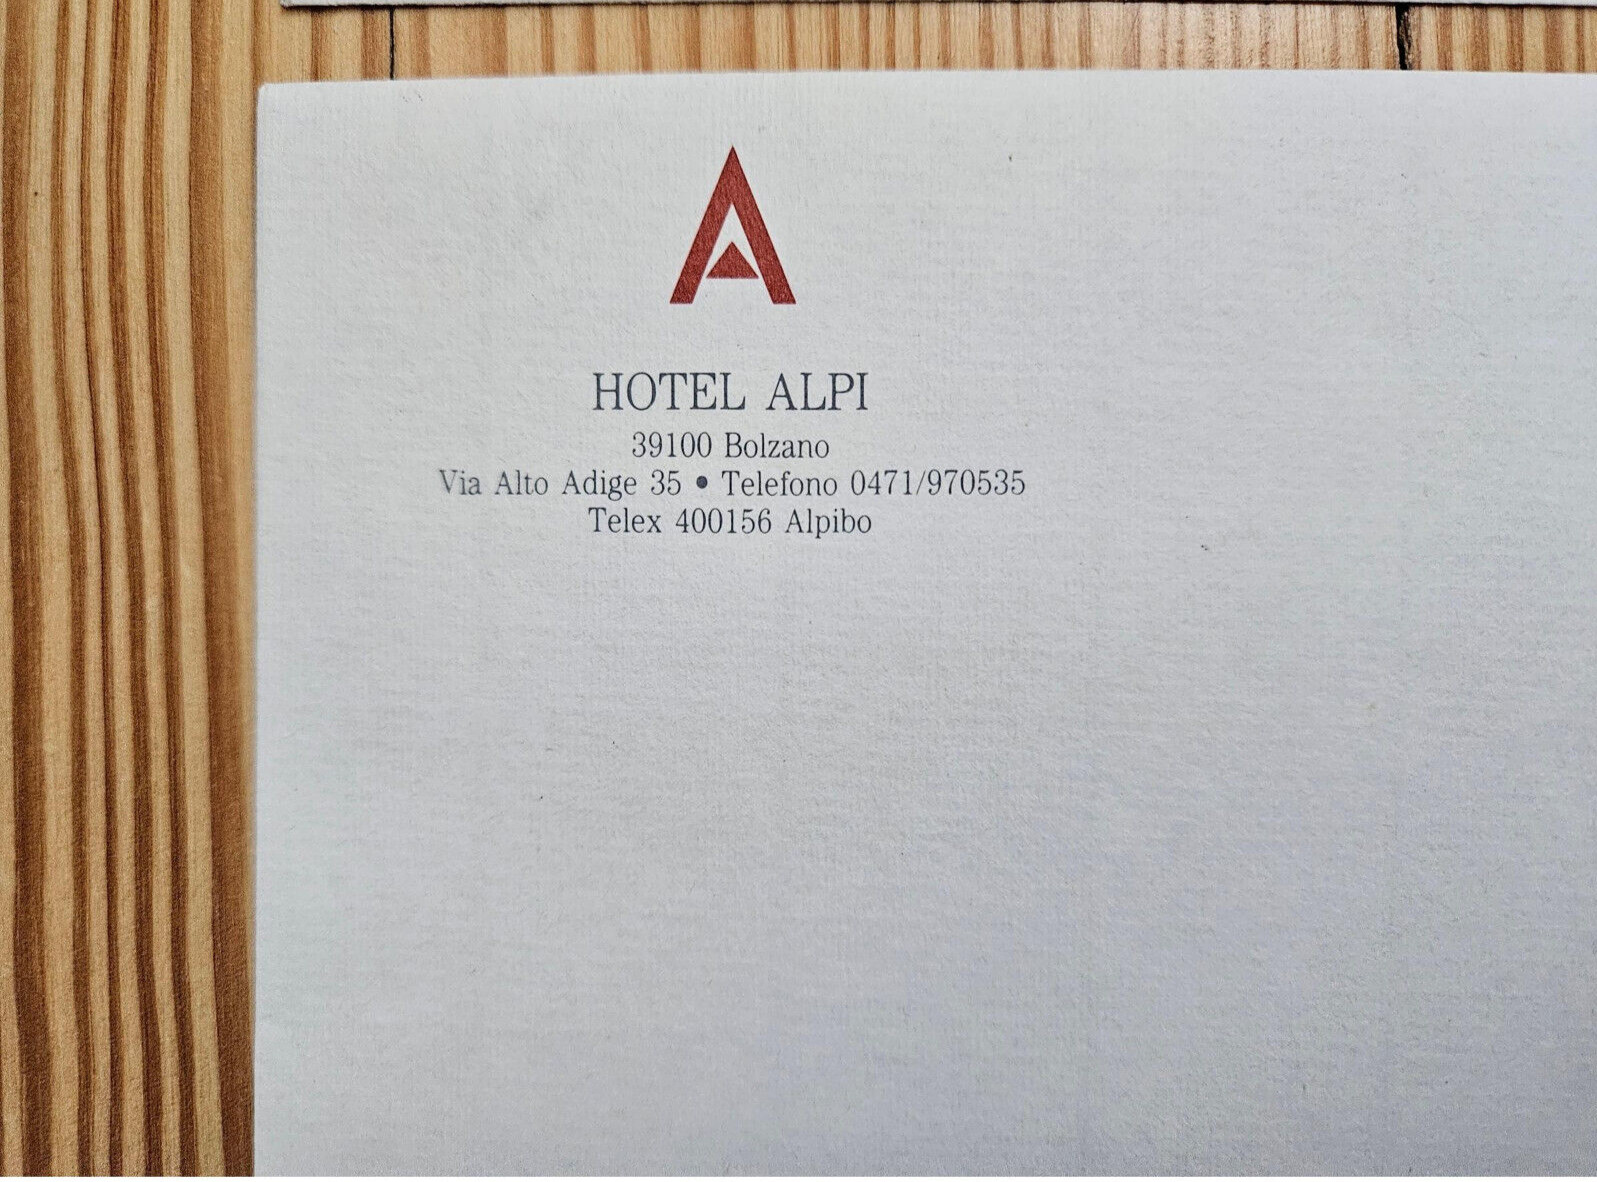 HOTEL ALPI
39100 Bolzano
Via Alto Adige 35 • Telefono 0471/970535
Telex 400156 Alpibo